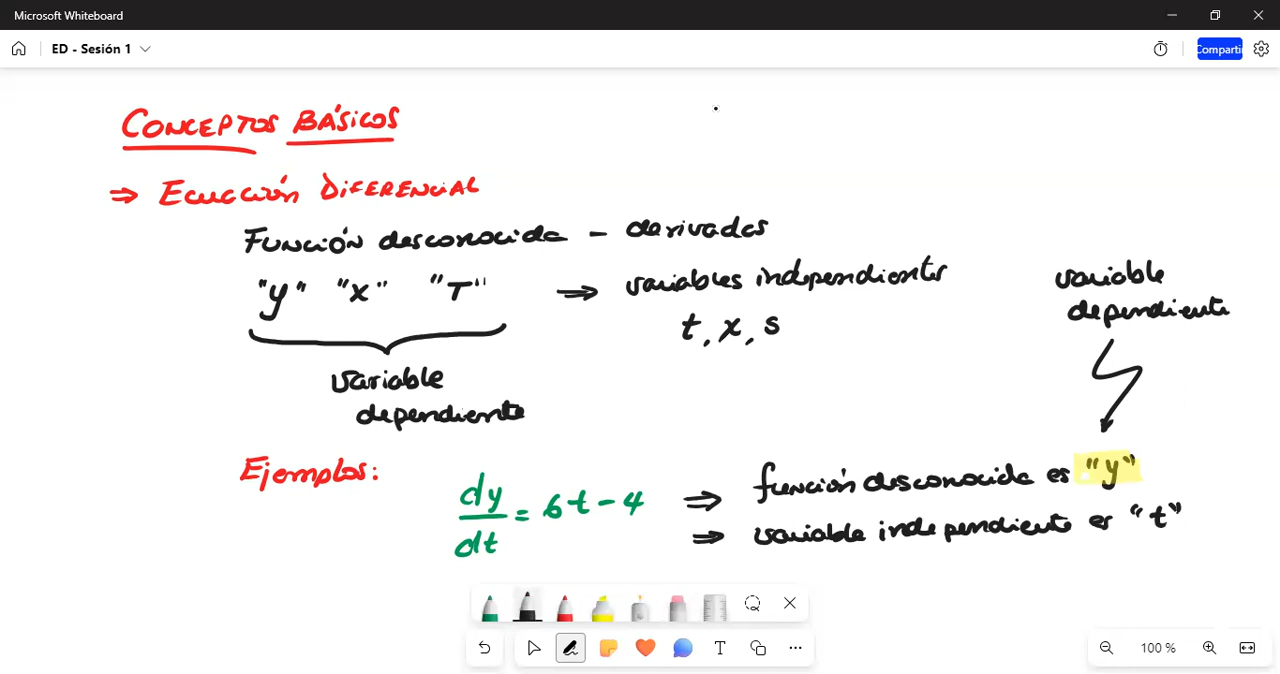 Microsoft Whiteboard
ED - Sesión 1
Compartir
CONCEPTOS BÁSICOS
⇒ ECUACIÓN DIFERENCIAL
Función desconocida - derivadas
"y" "x" "T" ⇒ variables independientes
t, x, s
variable
dependiente
variable
dependiente
Ejemplos:
dy/dt = 6t - 4
⇒ función desconocida es "y"
⇒ variable independiente es "t"
T
100 %